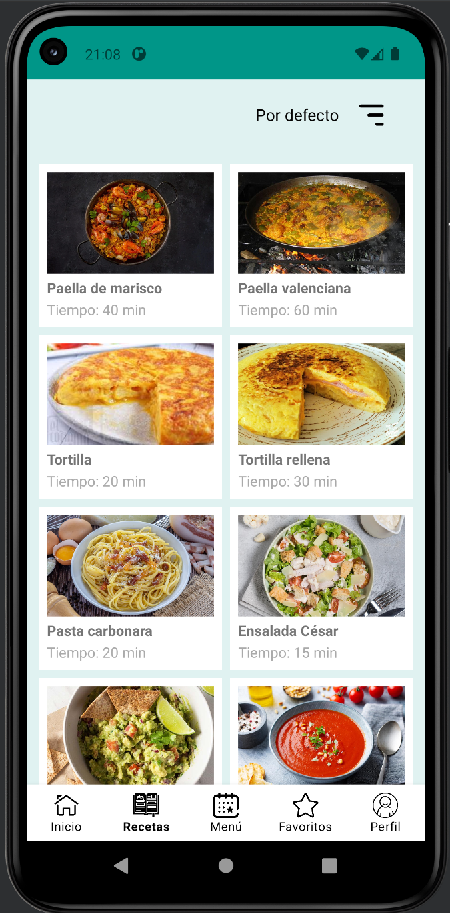 21:08
Por defecto
Paella de marisco
Tiempo: 40 min
Paella valenciana
Tiempo: 60 min
Tortilla
Tiempo: 20 min
Tortilla rellena
Tiempo: 30 min
Pasta carbonara
Tiempo: 20 min
Ensalada César
Tiempo: 15 min
Inicio
Recetas
Menú
Favoritos
Perfil